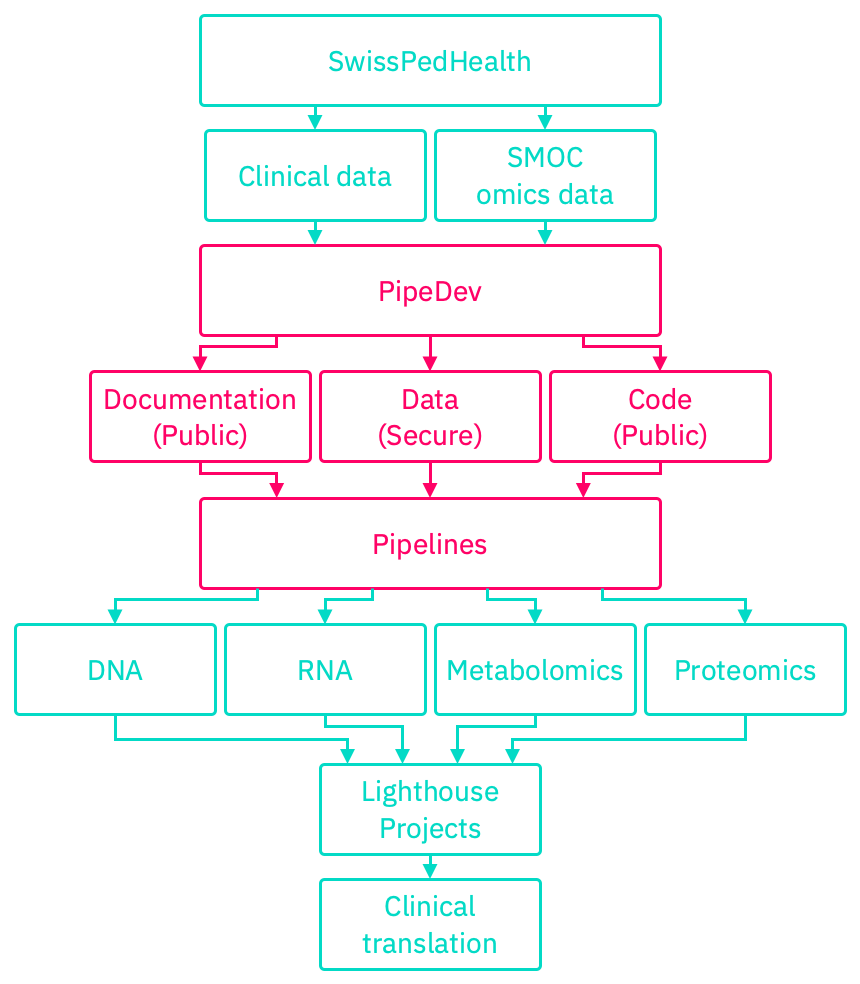 SwissPedHealth
Clinical data
SMOC
omics data
PipeDev
Documentation
(Public)
Data
(Secure)
Code
(Public)
Pipelines
DNA
RNA
Metabolomics
Proteomics
Lighthouse
Projects
Clinical
translation